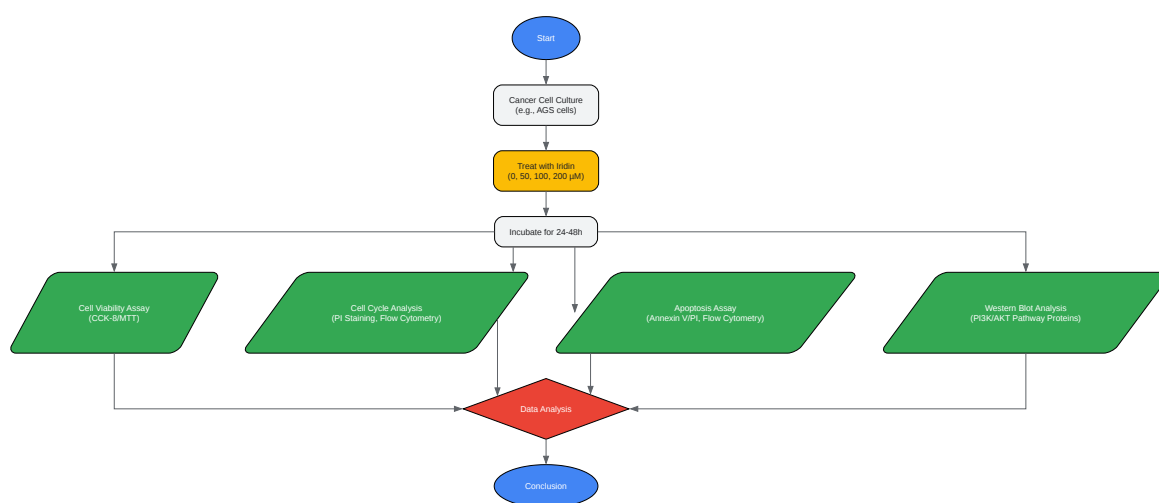 Start
Cancer Cell Culture
(e.g., AGS cells)
Treat with Iridin
(0, 50, 100, 200 µM)
Incubate for 24-48h
Cell Viability Assay
(CCK-8/MTT)
Cell Cycle Analysis
(PI Staining, Flow Cytometry)
Apoptosis Assay
(Annexin V/PI, Flow Cytometry)
Western Blot Analysis
(PI3K/AKT Pathway Proteins)
Data Analysis
Conclusion